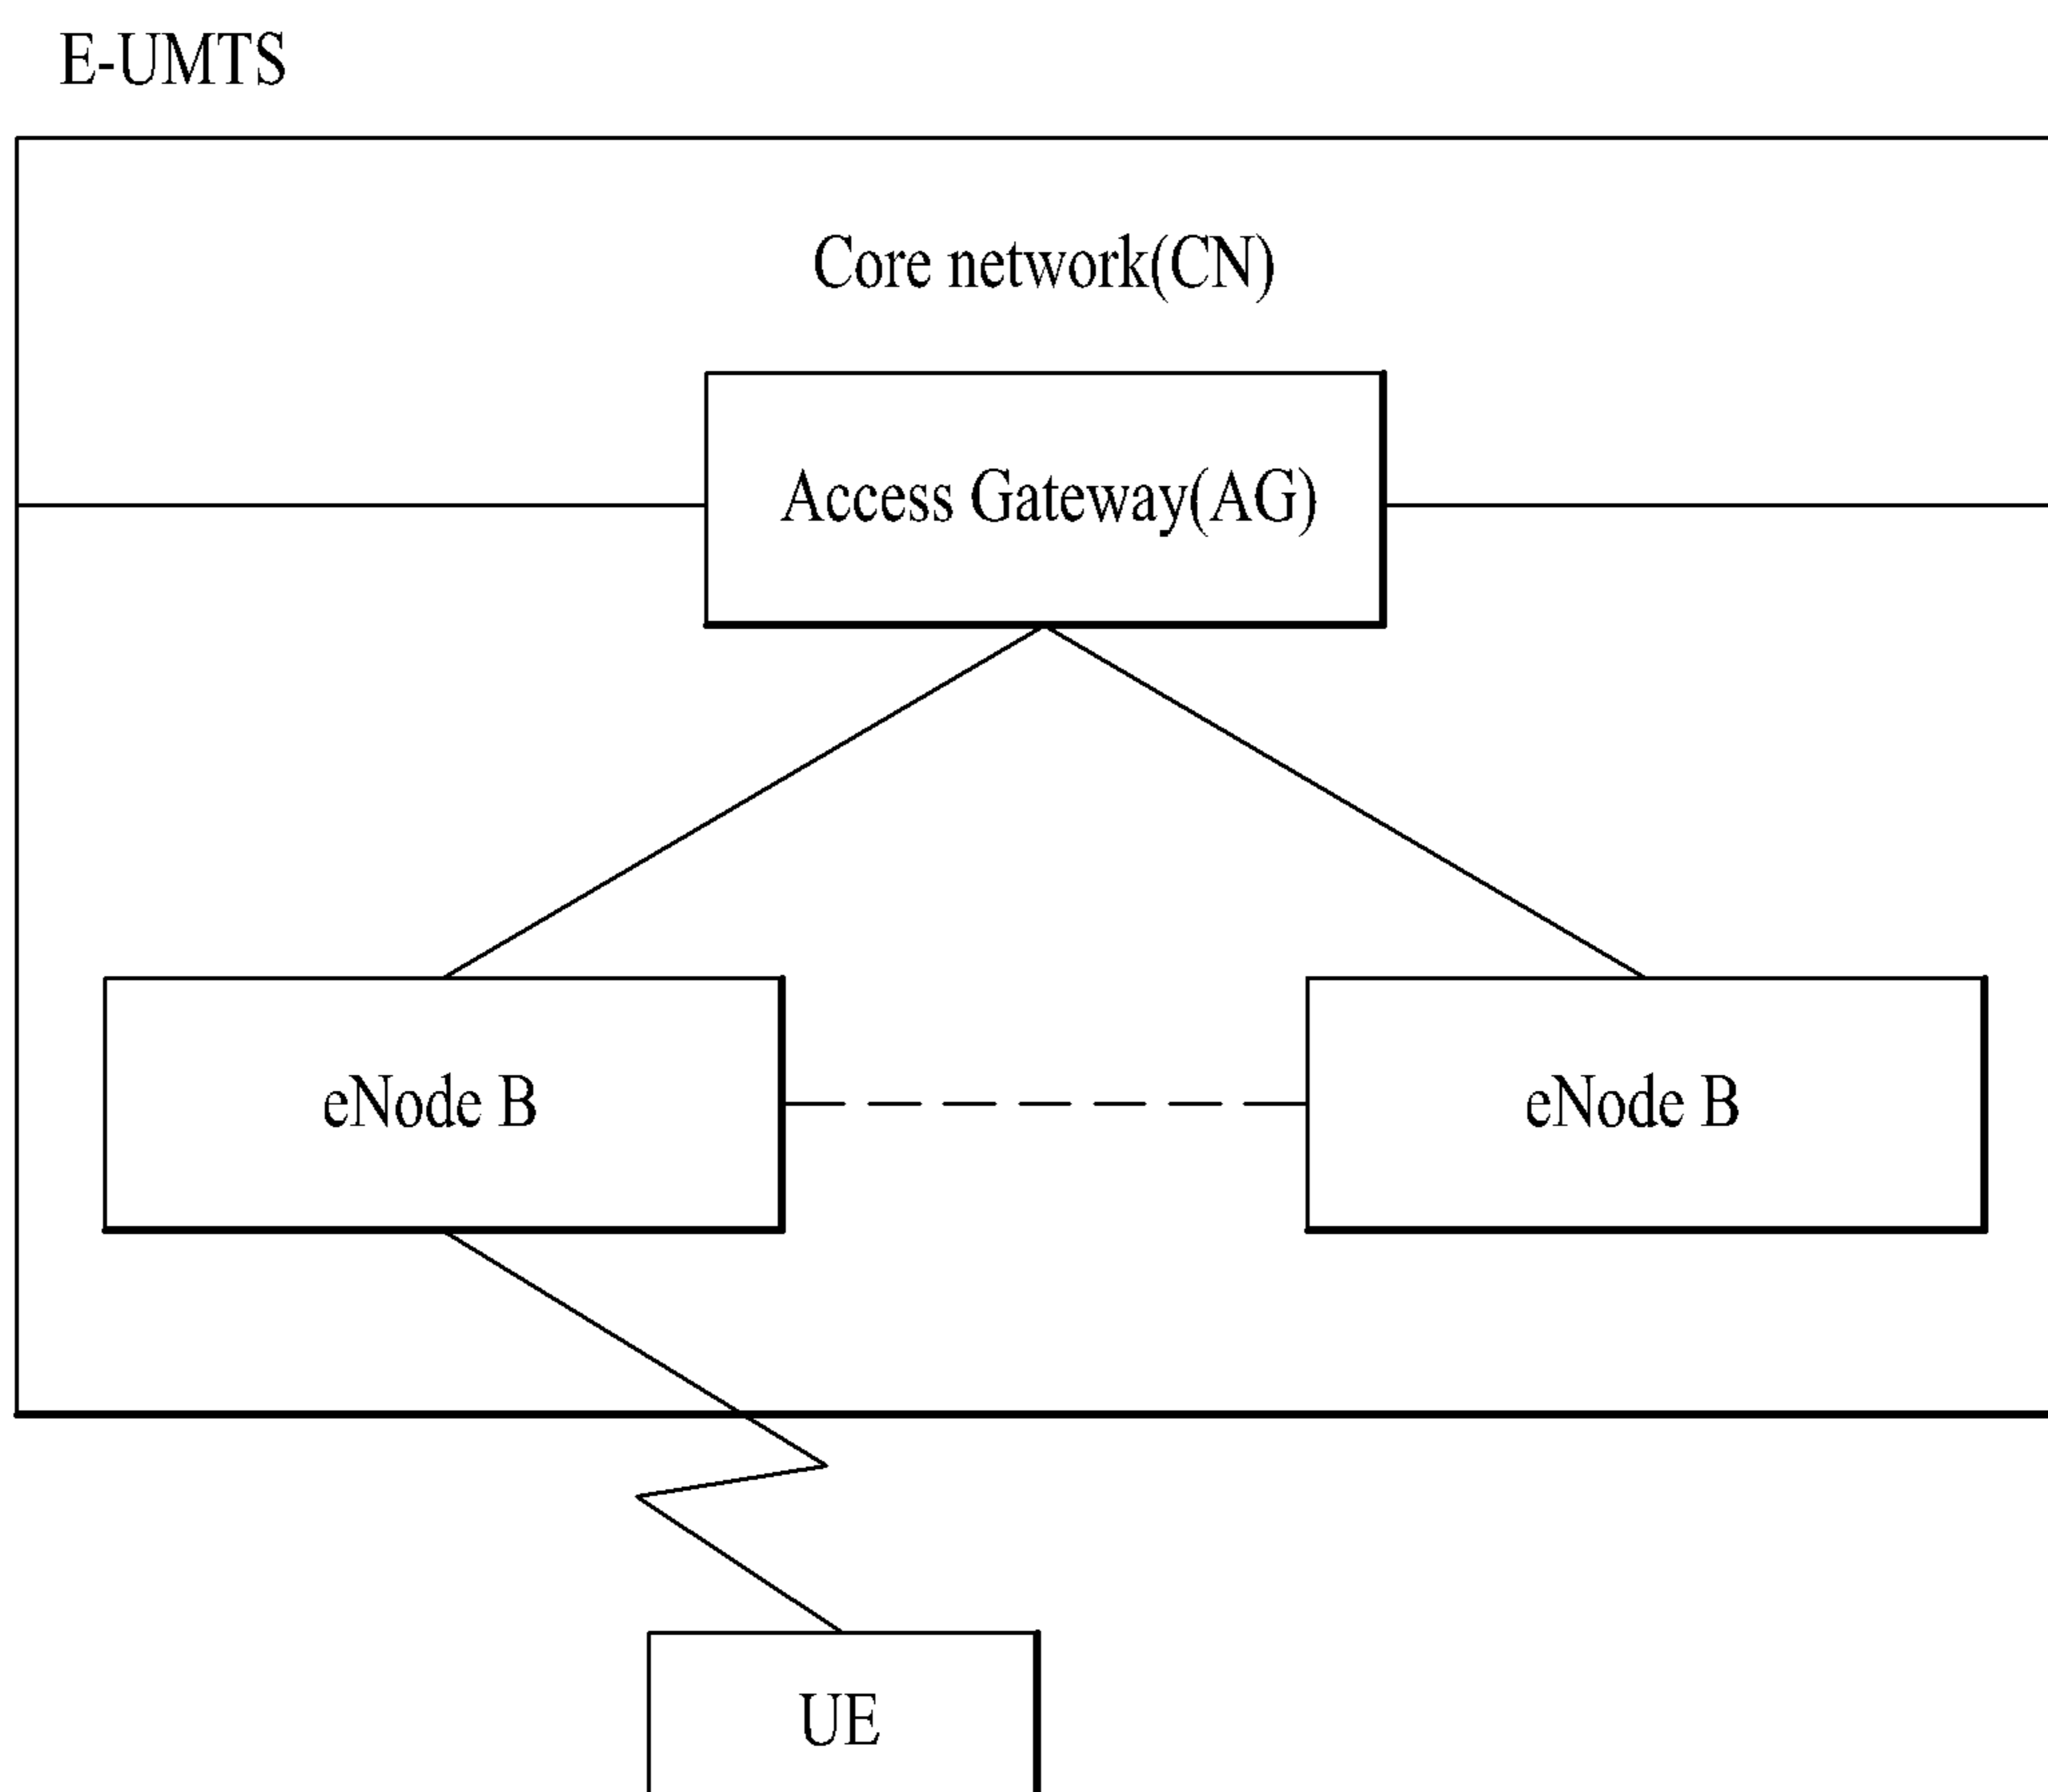 E-UMTS
Core network(CN)
Access Gateway(AG)
eNode B
eNode B
UE